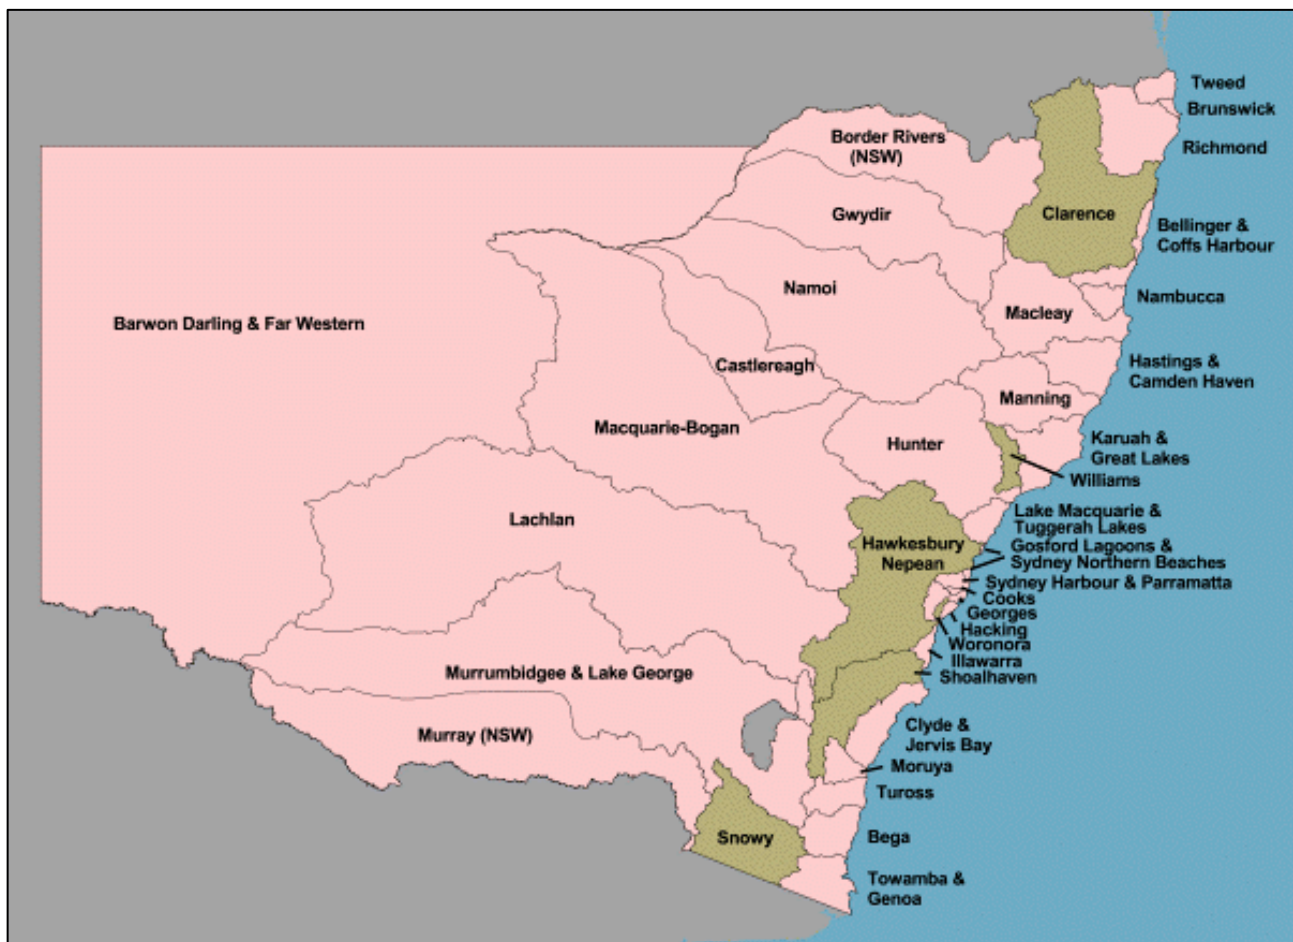 Tweed
Brunswick
Border Rivers
(NSW)
Richmond
Gwydir
Clarence
Bellinger &
Coffs Harbour
Namoi
Nambucca
Macleay
Barwon Darling & Far Western
Castlereagh
Hastings &
Camden Haven
Manning
Macquarie-Bogan
Hunter
Karuah &
Great Lakes
Williams
Lachlan
Lake Macquarie &
Tuggerah Lakes
Hawkesbury
Nepean
Gosford Lagoons &
Sydney Northern Beaches
Sydney Harbour & Parramatta
Cooks
Georges
Hacking
Woronora
Illawarra
Shoalhaven
Murrumbidgee & Lake George
Murray (NSW)
Clyde &
Jervis Bay
Moruya
Tuross
Snowy
Bega
Towamba &
Genoa